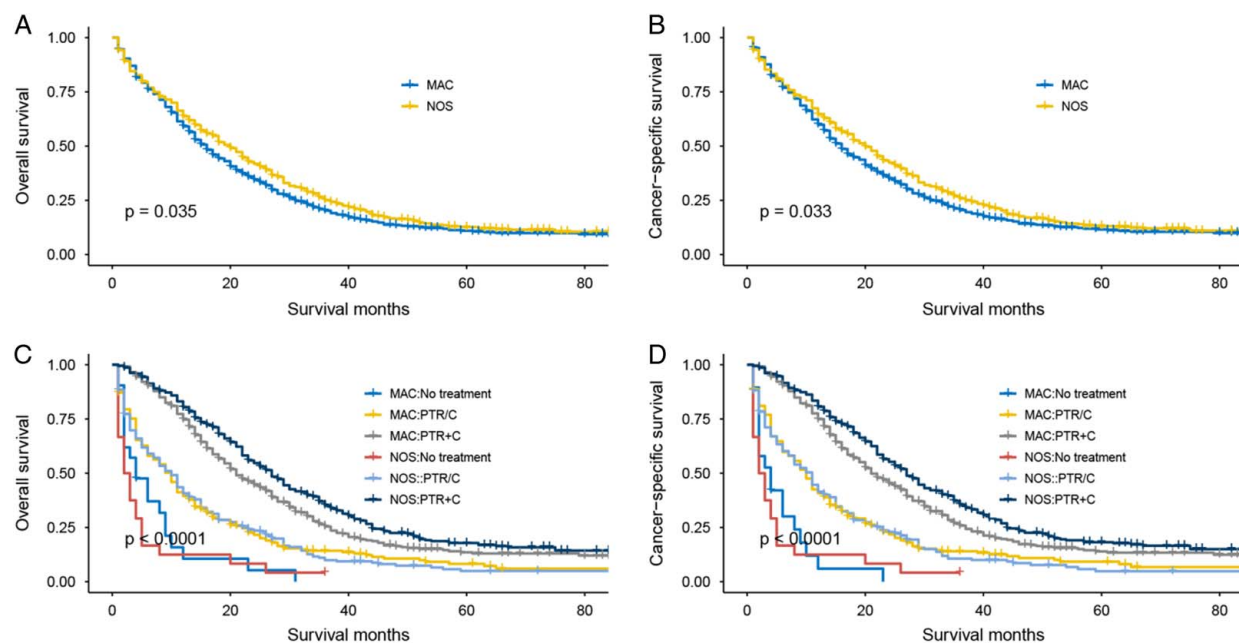 A
Overall survival
1.00
0.75
0.50
0.25
0.00
MAC
NOS
p = 0.035
0
20
40
60
80
Survival months
B
Cancer−specific survival
1.00
0.75
0.50
0.25
0.00
MAC
NOS
p = 0.033
0
20
40
60
80
Survival months
C
Overall survival
1.00
0.75
0.50
0.25
0.00
MAC:No treatment
MAC:PTR/C
MAC:PTR+C
NOS:No treatment
NOS::PTR/C
NOS:PTR+C
p < 0.0001
0
20
40
60
80
Survival months
D
Cancer−specific survival
1.00
0.75
0.50
0.25
0.00
MAC:No treatment
MAC:PTR/C
MAC:PTR+C
NOS:No treatment
NOS::PTR/C
NOS:PTR+C
p < 0.0001
0
20
40
60
80
Survival months